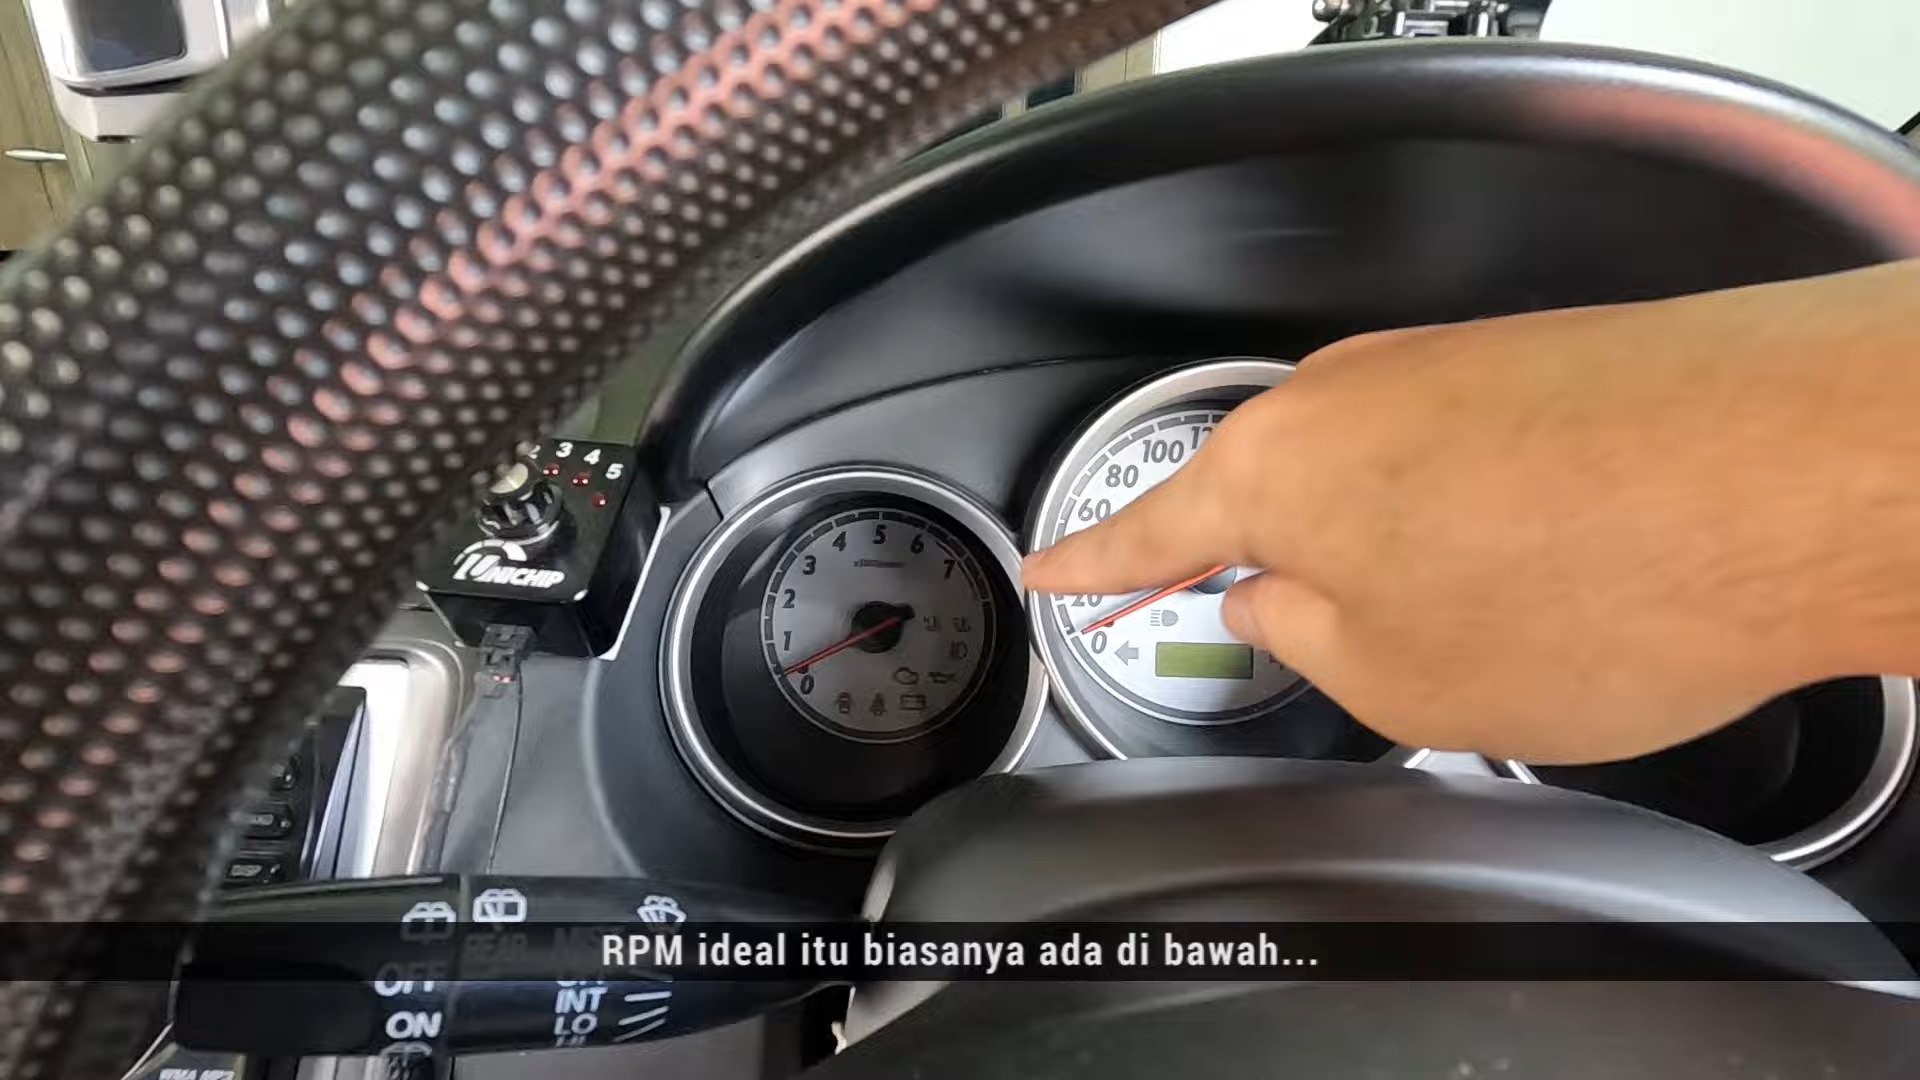 2 3 4 5
UNICHIP
0 1 2 3 4 5 6 7
0 20 60 80 100
REAR
OFF
ON
INT
LO
RPM ideal itu biasanya ada di bawah...